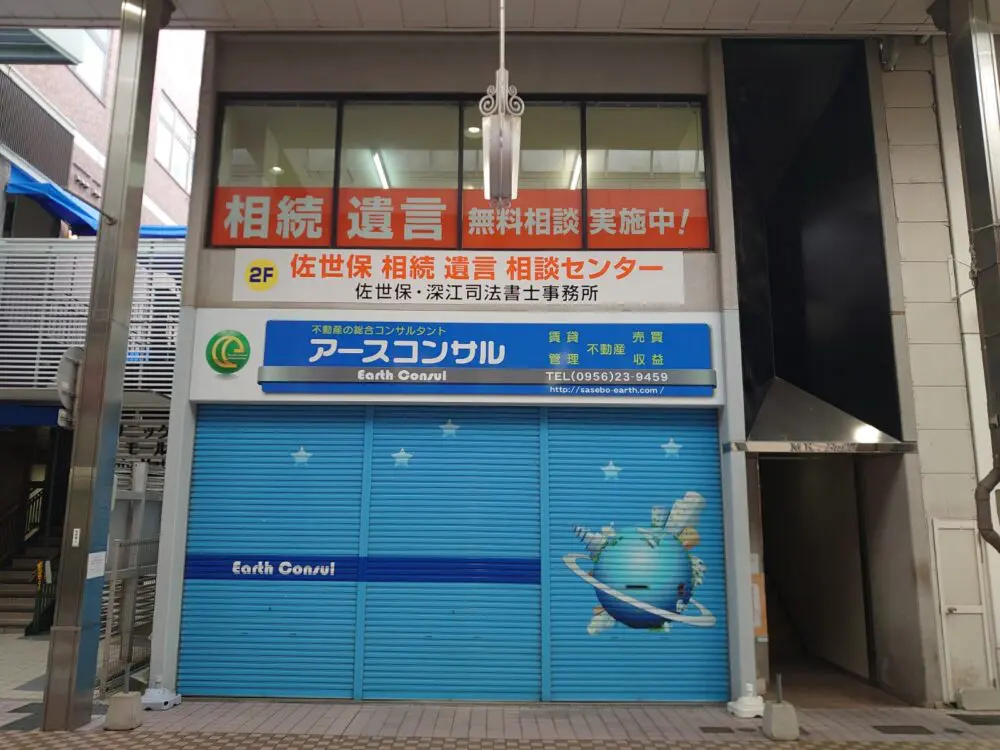 相続 遺言 無料相談 実施中!
2F
佐世保 相続 遺言 相談センター
佐世保・深江司法書士事務所
不動産の総合コンサルタント
アースコンサル
Earth Consul
賃貸 不動産 売買
管理 収益
TEL(0956)23-9459
http://sasebo-earth.com/
Earth Consul
モール